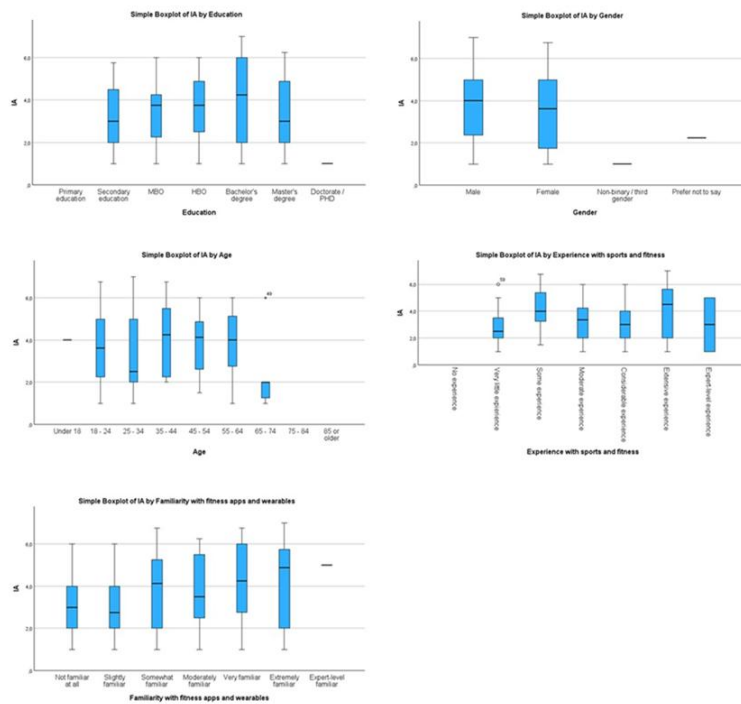 Simple Boxplot of IA by Education
6,0
4,0
2,0
,0
IA
Primary education
Secondary education
MBO
HBO
Bachelor's degree
Master's degree
Doctorate / PHD
Education
Simple Boxplot of IA by Gender
6,0
4,0
2,0
,0
IA
Male
Female
Non-binary / third gender
Prefer not to say
Gender
Simple Boxplot of IA by Age
6,0
4,0
2,0
,0
IA
Under 18
18 - 24
25 - 34
35 - 44
45 - 54
55 - 64
65 - 74
75 - 84
85 or older
Age
Simple Boxplot of IA by Experience with sports and fitness
6,0
4,0
2,0
,0
IA
No experience
Very little experience
Some experience
Moderate experience
Considerable experience
Extensive experience
Expert-level experience
Experience with sports and fitness
Simple Boxplot of IA by Familiarity with fitness apps and wearables
6,0
4,0
2,0
,0
IA
Not familiar at all
Slightly familiar
Somewhat familiar
Moderately familiar
Very familiar
Extremely familiar
Expert-level familiar
Familiarity with fitness apps and wearables